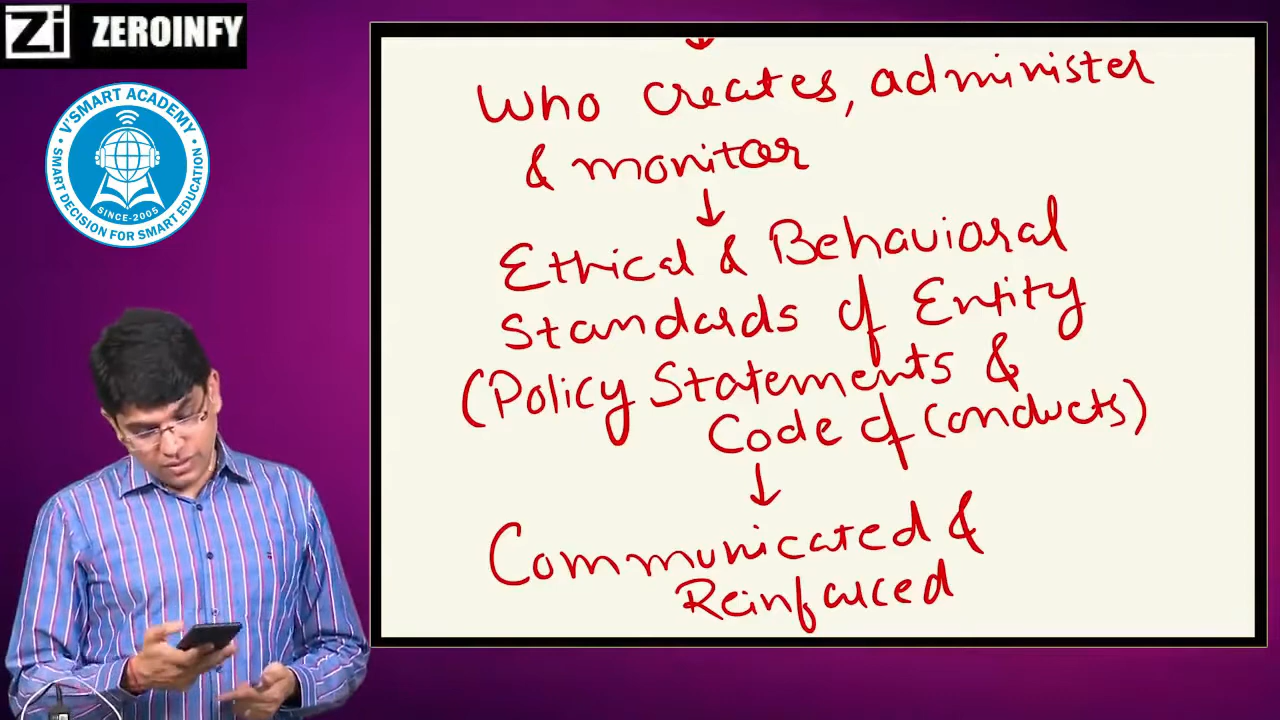 Zi ZEROINFY
V'SMART ACADEMY
SMART DECISION FOR SMART EDUCATION
SINCE-2005
Who creates, administer
& monitor
Ethical & Behavioral
Standards of Entity
(Policy Statements &
Code of Conducts)
Communicated &
Reinforced